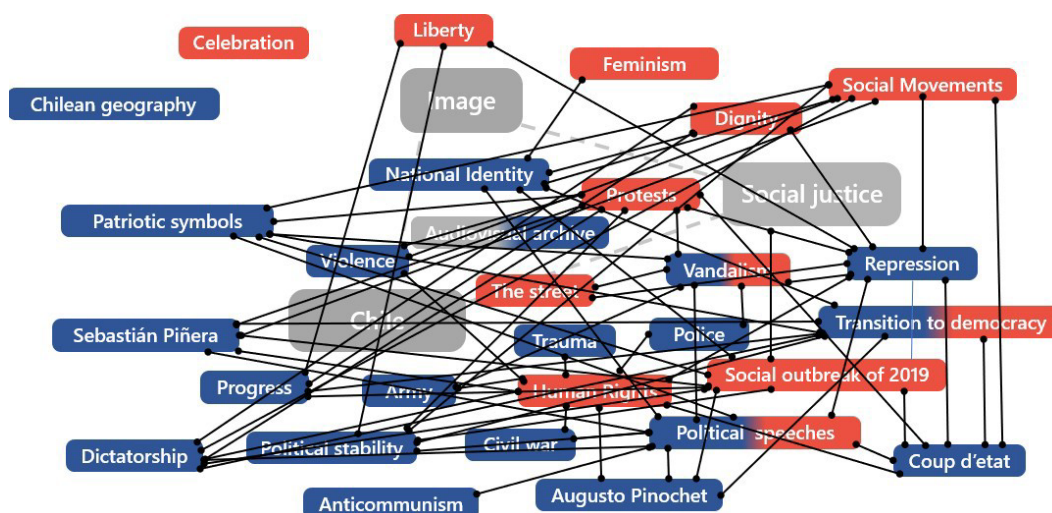 Liberty
Celebration
Feminism
Social Movements
Image
Chilean geography
Dignity
National Identity
Protests
Social justice
Patriotic symbols
Audiovisual archive
Violence
Vandalism
Repression
The street
Chile
Transition to democracy
Sebastián Piñera
Trauma
Police
Progress
Army
Human Rights
Social outbreak of 2019
Political speeches
Dictatorship
Political stability
Civil war
Coup d'etat
Anticommunism
Augusto Pinochet